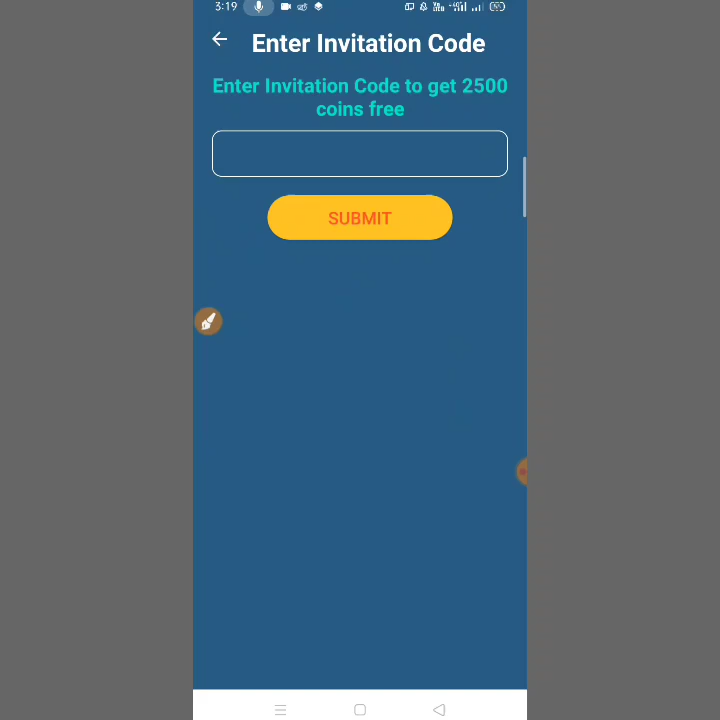 3:19
Enter Invitation Code
Enter Invitation Code to get 2500
coins free
SUBMIT